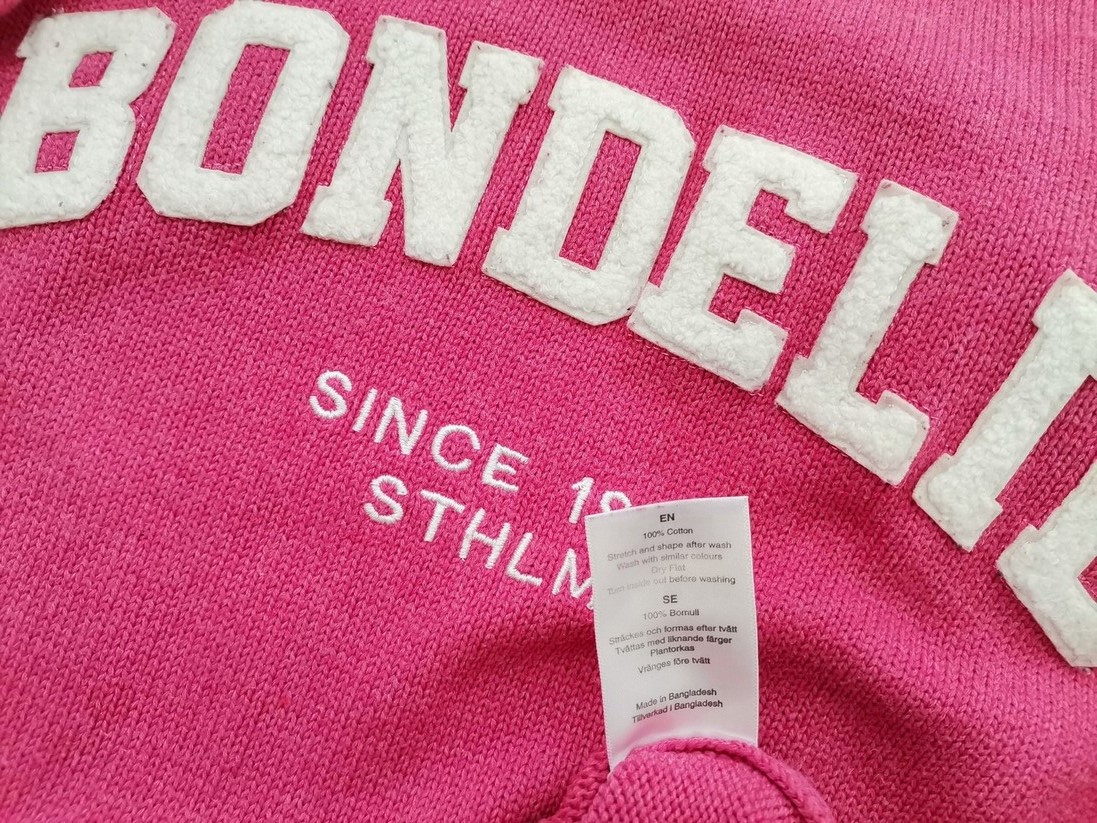 BONDELI
SINCE 18
STHLM
EN
100% Cotton
Stretch and shape after wash
Wash with similar colours
Dry Flat
Turn inside out before washing
SE
100% Bomull
Sträckes och formas efter tvätt
Tvättas med liknande färger
Plantorkas
Vränges före tvätt
Made in Bangladesh
Tillverkad i Bangladesh